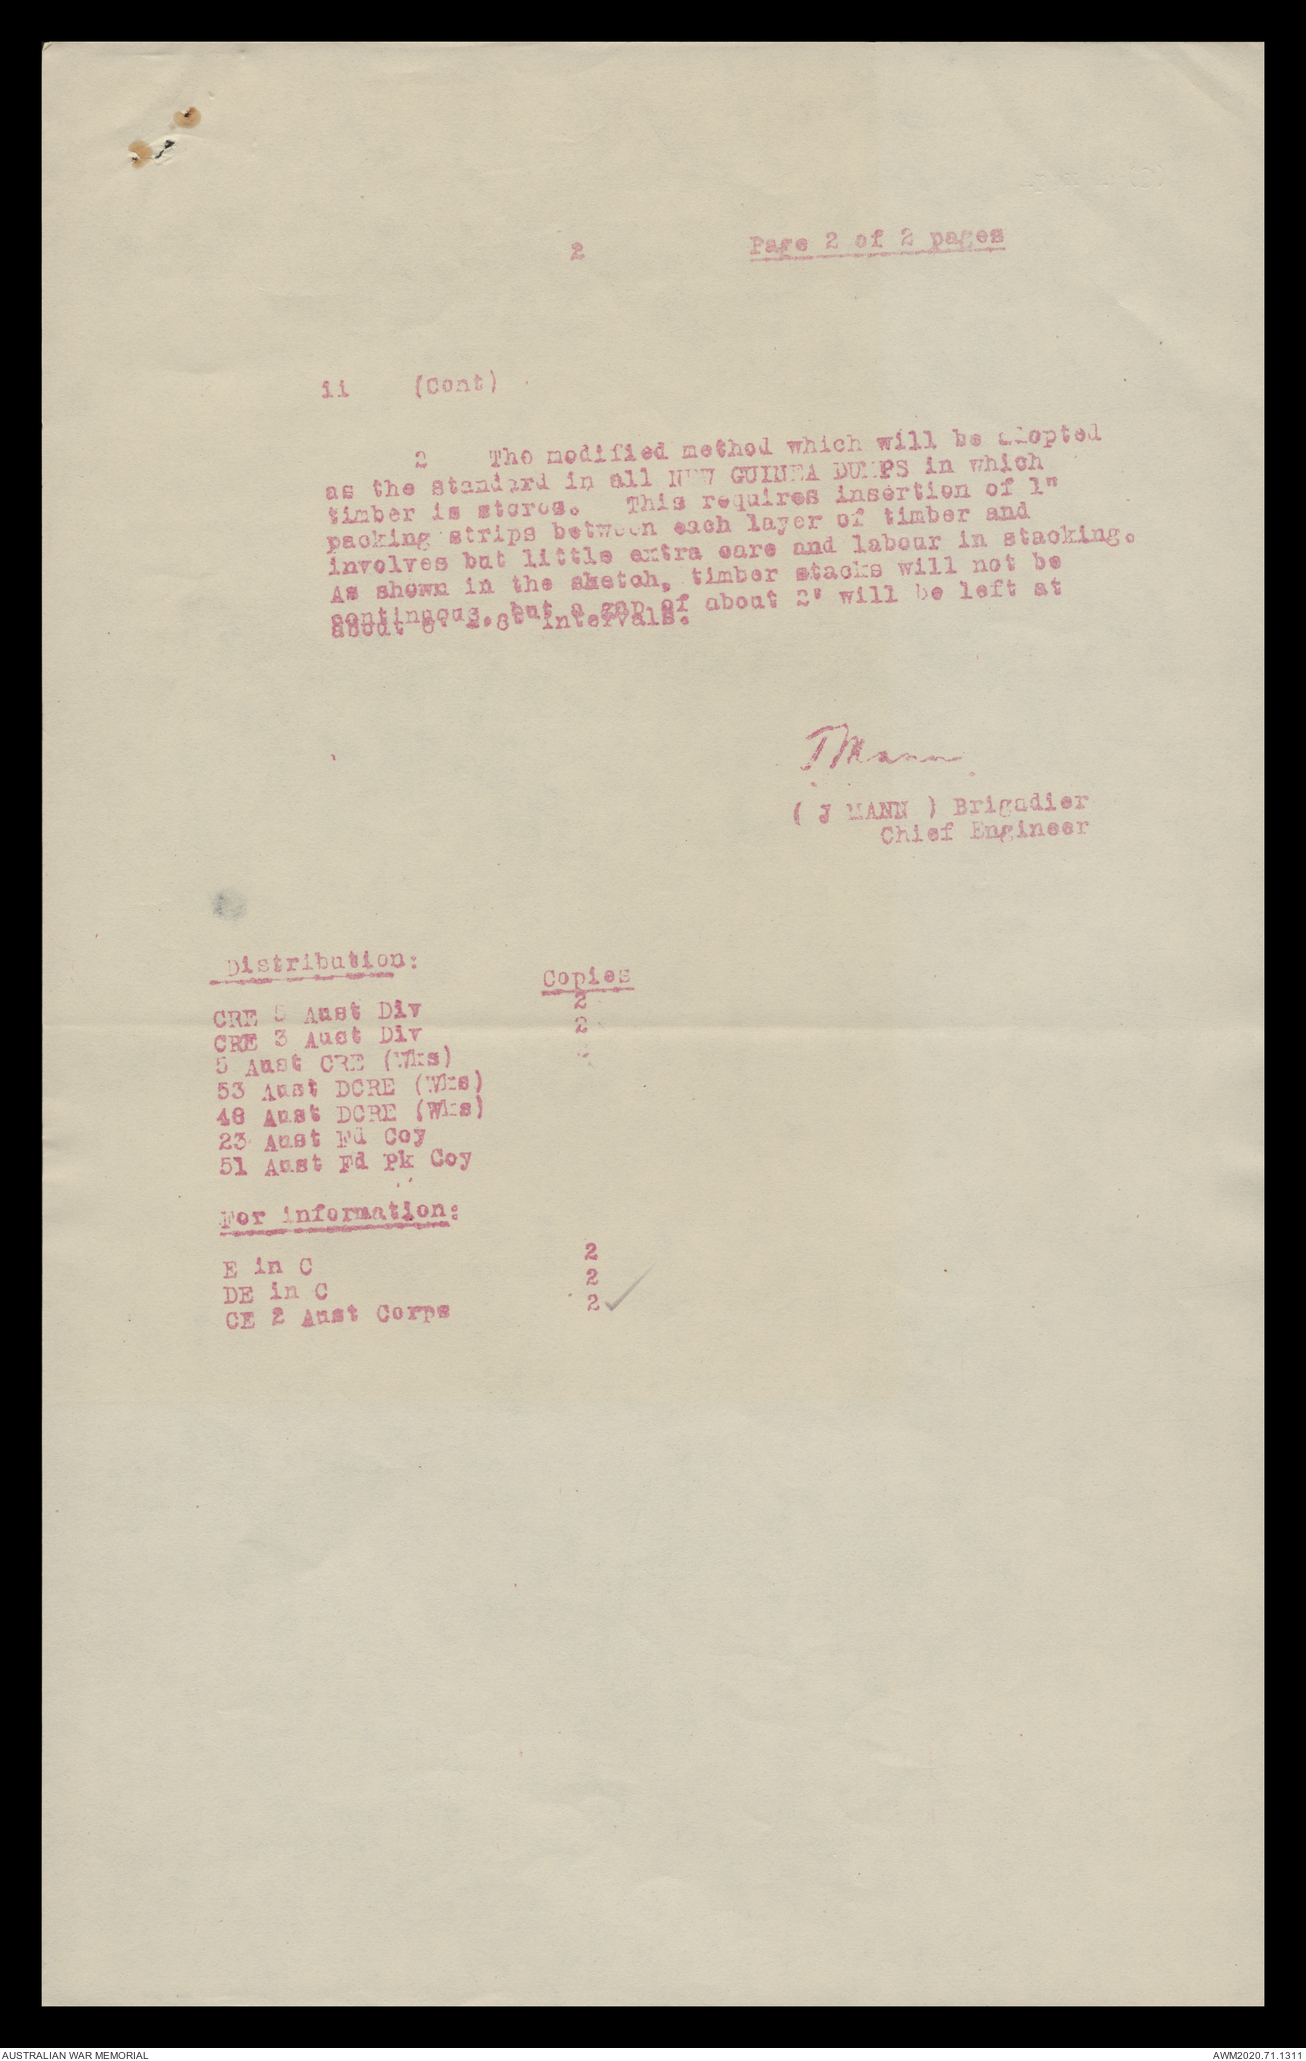 2 Page 2 of 2 pages
ii (Cont)
2 The modified method which will be adopted
as the standard in all NEW GUINEA DUMPS in which
timber is stores. This requires insertion of 1"
packing strips between each layer of timber and
involves but little extra care and labour in stacking.
As shown in the sketch, timber stacks will not be
continuous, but a gap of about 2' will be left at
about intervals.
JMann
( J MANN ) Brigadier
Chief Engineer
Distribution:
Copies
CRE 5 Aust Div 2
CRE 3 Aust Div 2
5 Aust CRE (Wks)
53 Aust DCRE (Wks)
48 Aust DCRE (Wks)
23 Aust Fd Coy
51 Aust Fd Pk Coy
For information:
E in C 2
DE in C 2
CE 2 Aust Corps 2
AUSTRALIAN WAR MEMORIAL AWM2020.71.1311